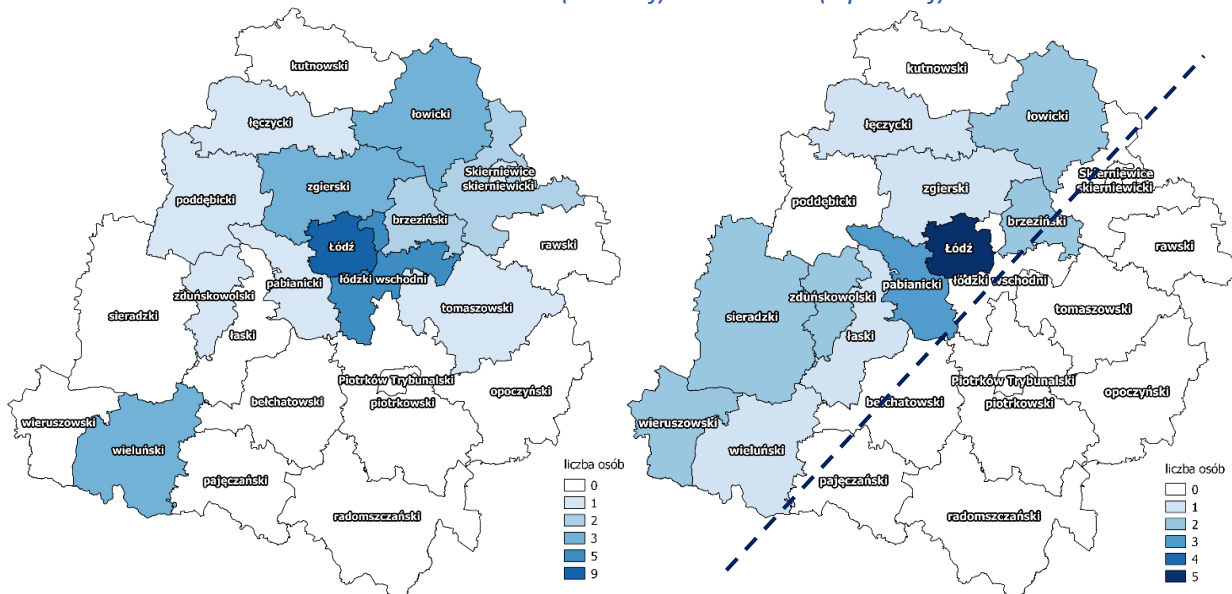 kutnowski
łęczycki
łowicki
Skierniewice
skierniewicki
zgierski
poddębicki
brzeziński
rawski
Łódź
łódzki wschodni
pabianicki
zduńskowolski
sieradzki
łaski
tomaszowski
Piotrków Trybunalski
piotrkowski
opoczyński
bełchatowski
wieruszowski
wieluński
pajęczański
radomszczański
liczba osób
0
1
2
3
5
9
kutnowski
łęczycki
łowicki
Skierniewice
skierniewicki
zgierski
poddębicki
brzeziński
rawski
Łódź
łódzki wschodni
pabianicki
zduńskowolski
sieradzki
łaski
tomaszowski
Piotrków Trybunalski
piotrkowski
opoczyński
bełchatowski
wieruszowski
wieluński
pajęczański
radomszczański
liczba osób
0
1
2
3
4
5